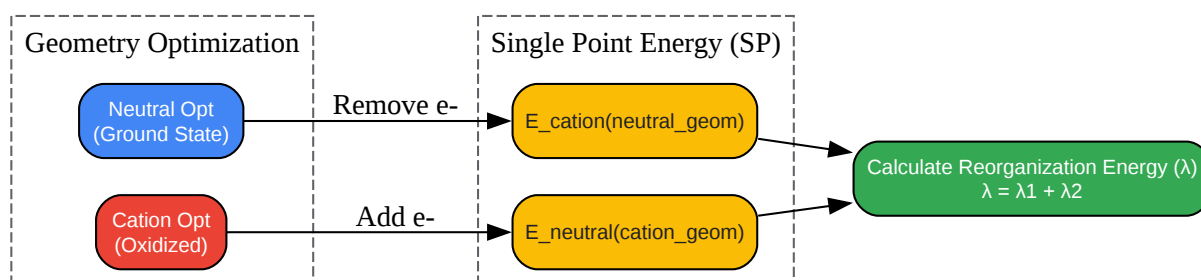 Geometry Optimization
Single Point Energy (SP)
Neutral Opt
(Ground State)
Remove e-
E_cation(neutral_geom)
Calculate Reorganization Energy (λ)
λ = λ1 + λ2
Cation Opt
(Oxidized)
Add e-
E_neutral(cation_geom)